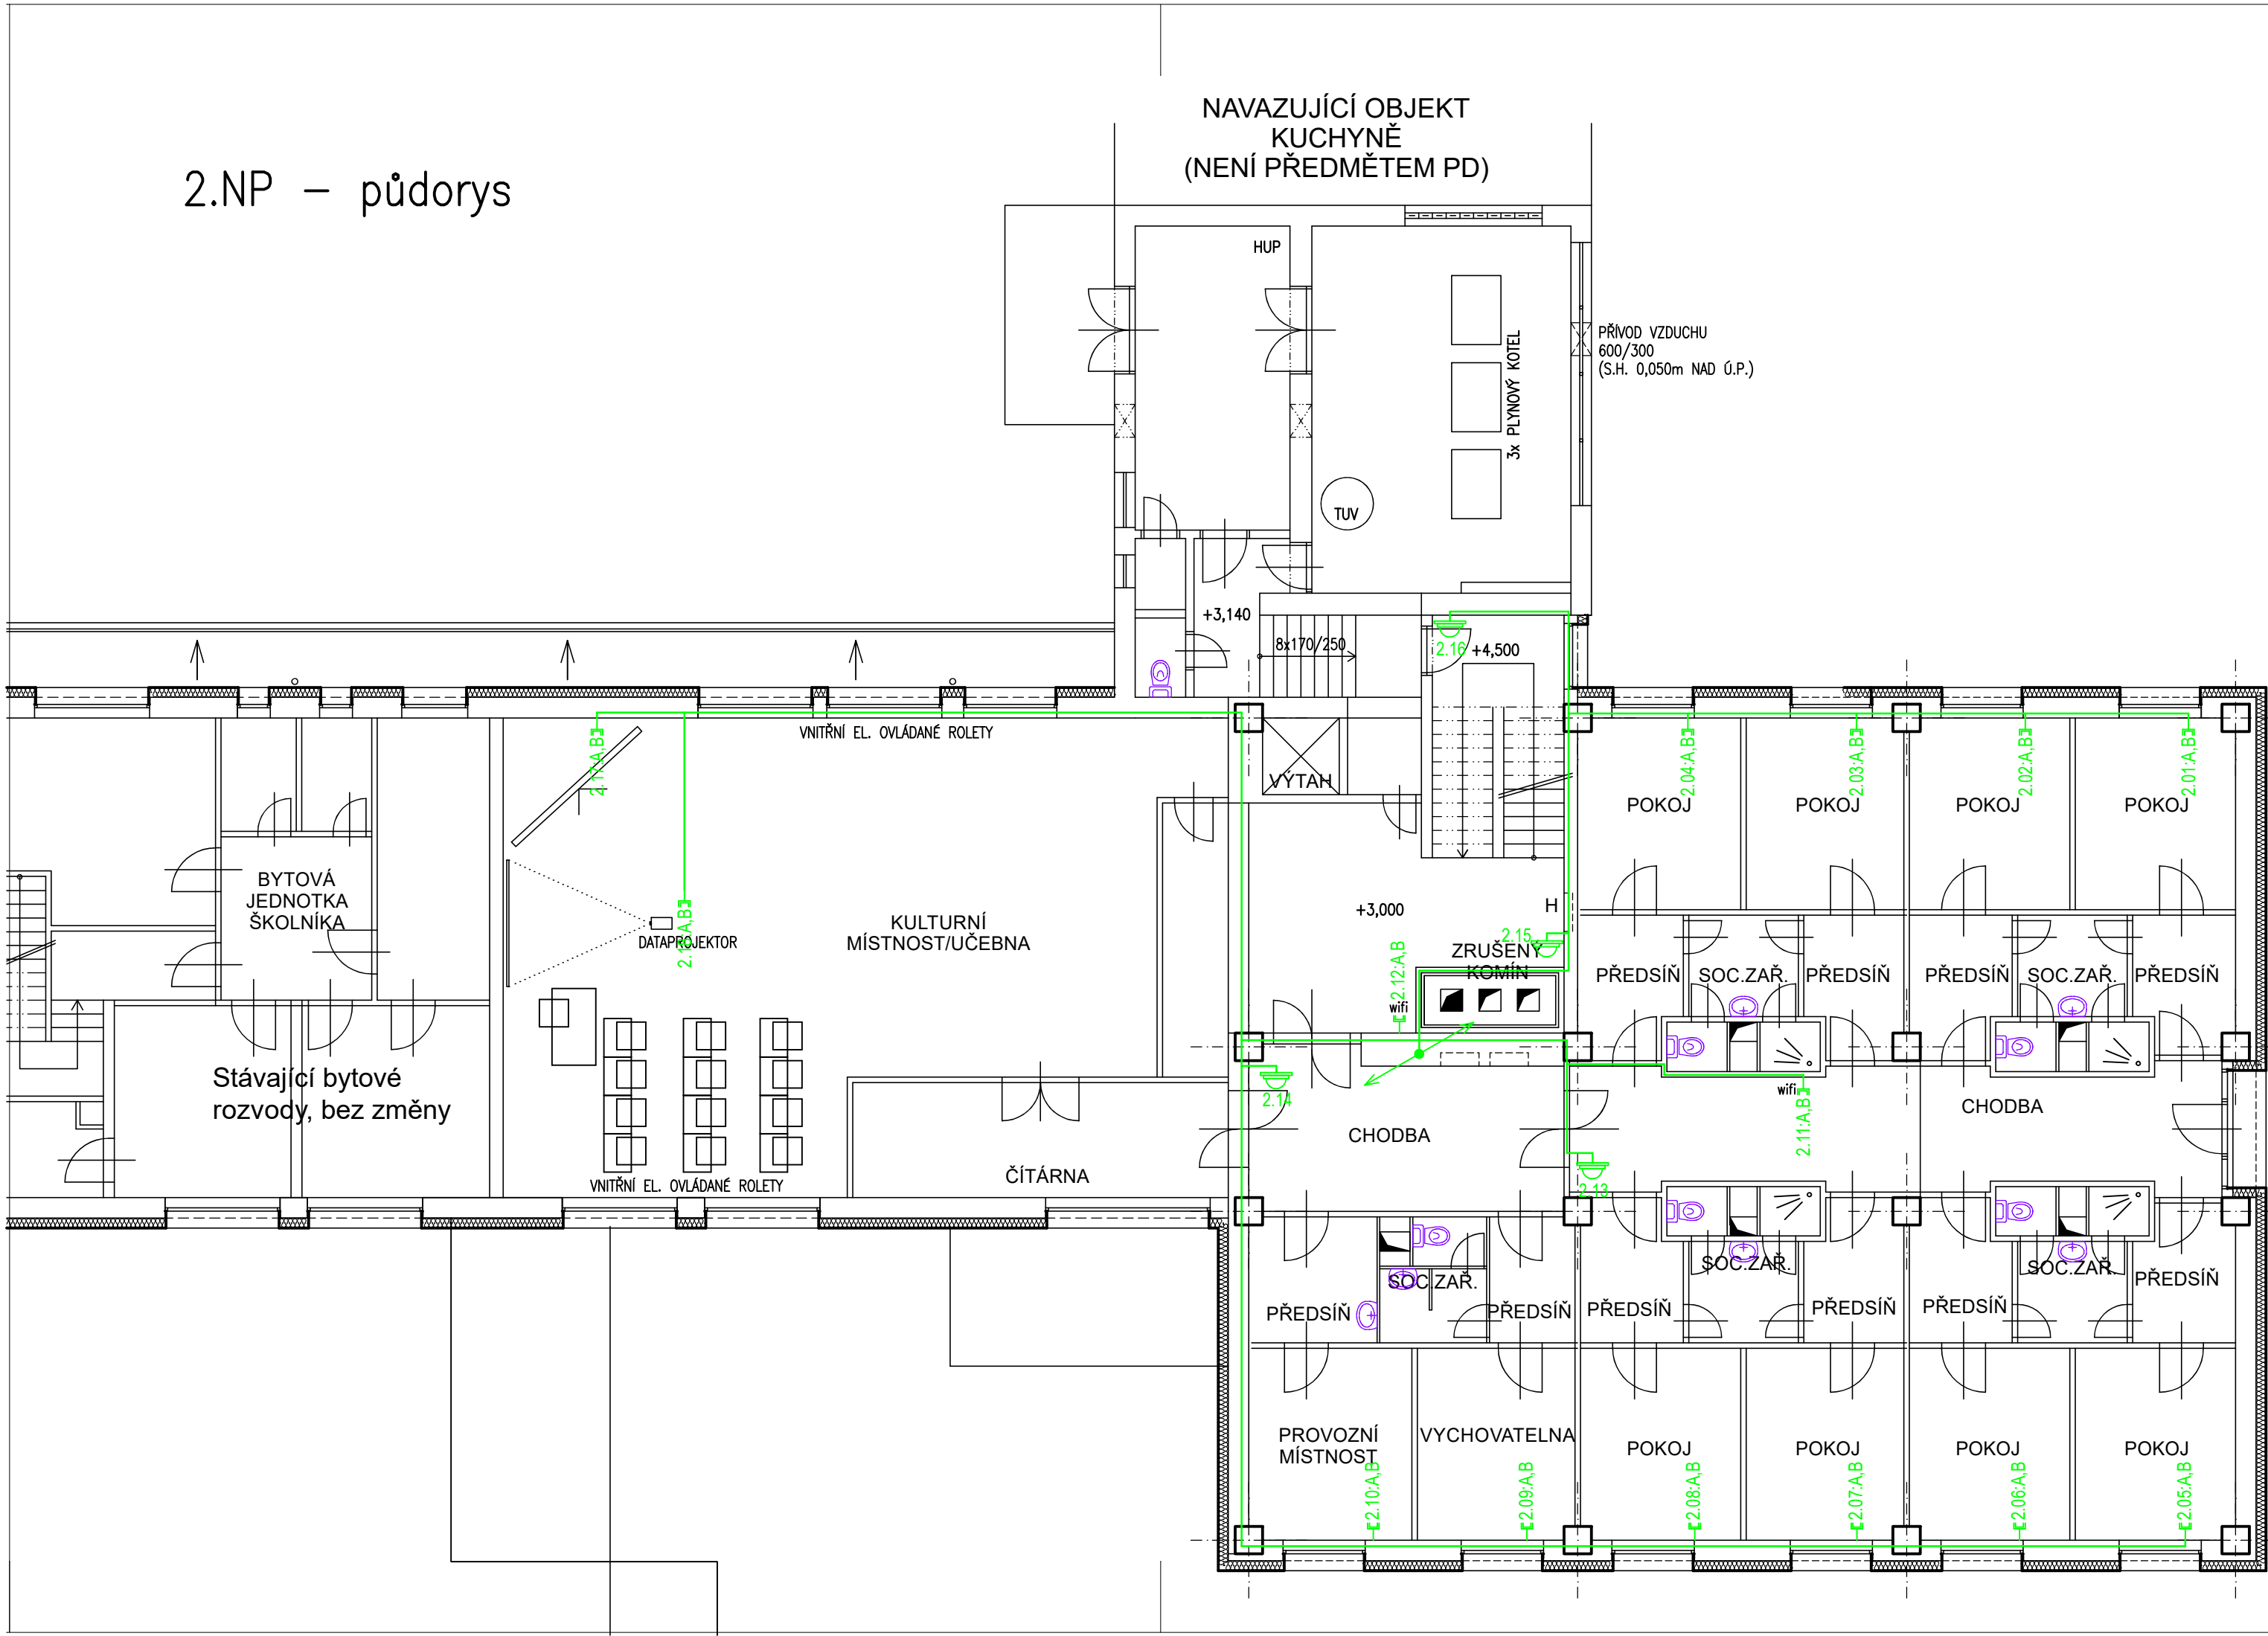 NAVAZUJÍCÍ OBJEKT
KUCHYNĚ
(NENÍ PŘEDMĚTEM PD)
2.NP – půdorys
HUP
PŘÍVOD VZDUCHU
600/300
(S.H. 0,050m NAD Ú.P.)
3x PLYNOVÝ KOTEL
TUV
+3,140
8x170/250
2.16
+4,500
VNITŘNÍ EL. OVLÁDANÉ ROLETY
2.17:A,B
VÝTAH
2.04:A,B
2.03:A,B
2.02:A,B
2.01:A,B
POKOJ
POKOJ
POKOJ
POKOJ
BYTOVÁ
JEDNOTKA
ŠKOLNÍKA
KULTURNÍ
MÍSTNOST/UČEBNA
DATAPROJEKTOR
+3,000
H
2.15
ZRUŠENÝ
KOMÍN
2.12:A,B
wifi
PŘEDSÍŇ
SOC.ZAŘ.
PŘEDSÍŇ
PŘEDSÍŇ
SOC.ZAŘ.
PŘEDSÍŇ
Stávající bytové
rozvody, bez změny
2.14
wifi
2.11:A,B
CHODBA
CHODBA
ČÍTÁRNA
VNITŘNÍ EL. OVLÁDANÉ ROLETY
2.13
SOC.ZAŘ.
SOC.ZAŘ.
SOC.ZAŘ.
PŘEDSÍŇ
PŘEDSÍŇ
PŘEDSÍŇ
PŘEDSÍŇ
PŘEDSÍŇ
PŘEDSÍŇ
PROVOZNÍ
MÍSTNOST
VYCHOVATELNA
POKOJ
POKOJ
POKOJ
POKOJ
2.10:A,B
2.09:A,B
2.08:A,B
2.07:A,B
2.06:A,B
2.05:A,B